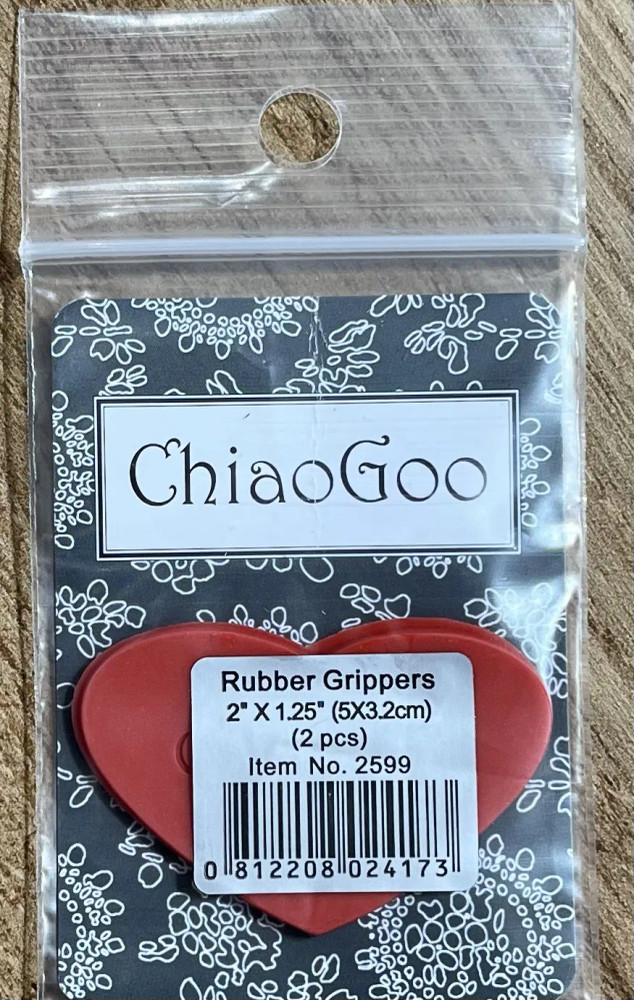 ChiaoGoo
Rubber Grippers
2" X 1.25" (5X3.2cm)
(2 pcs)
Item No. 2599
0 812208 024173